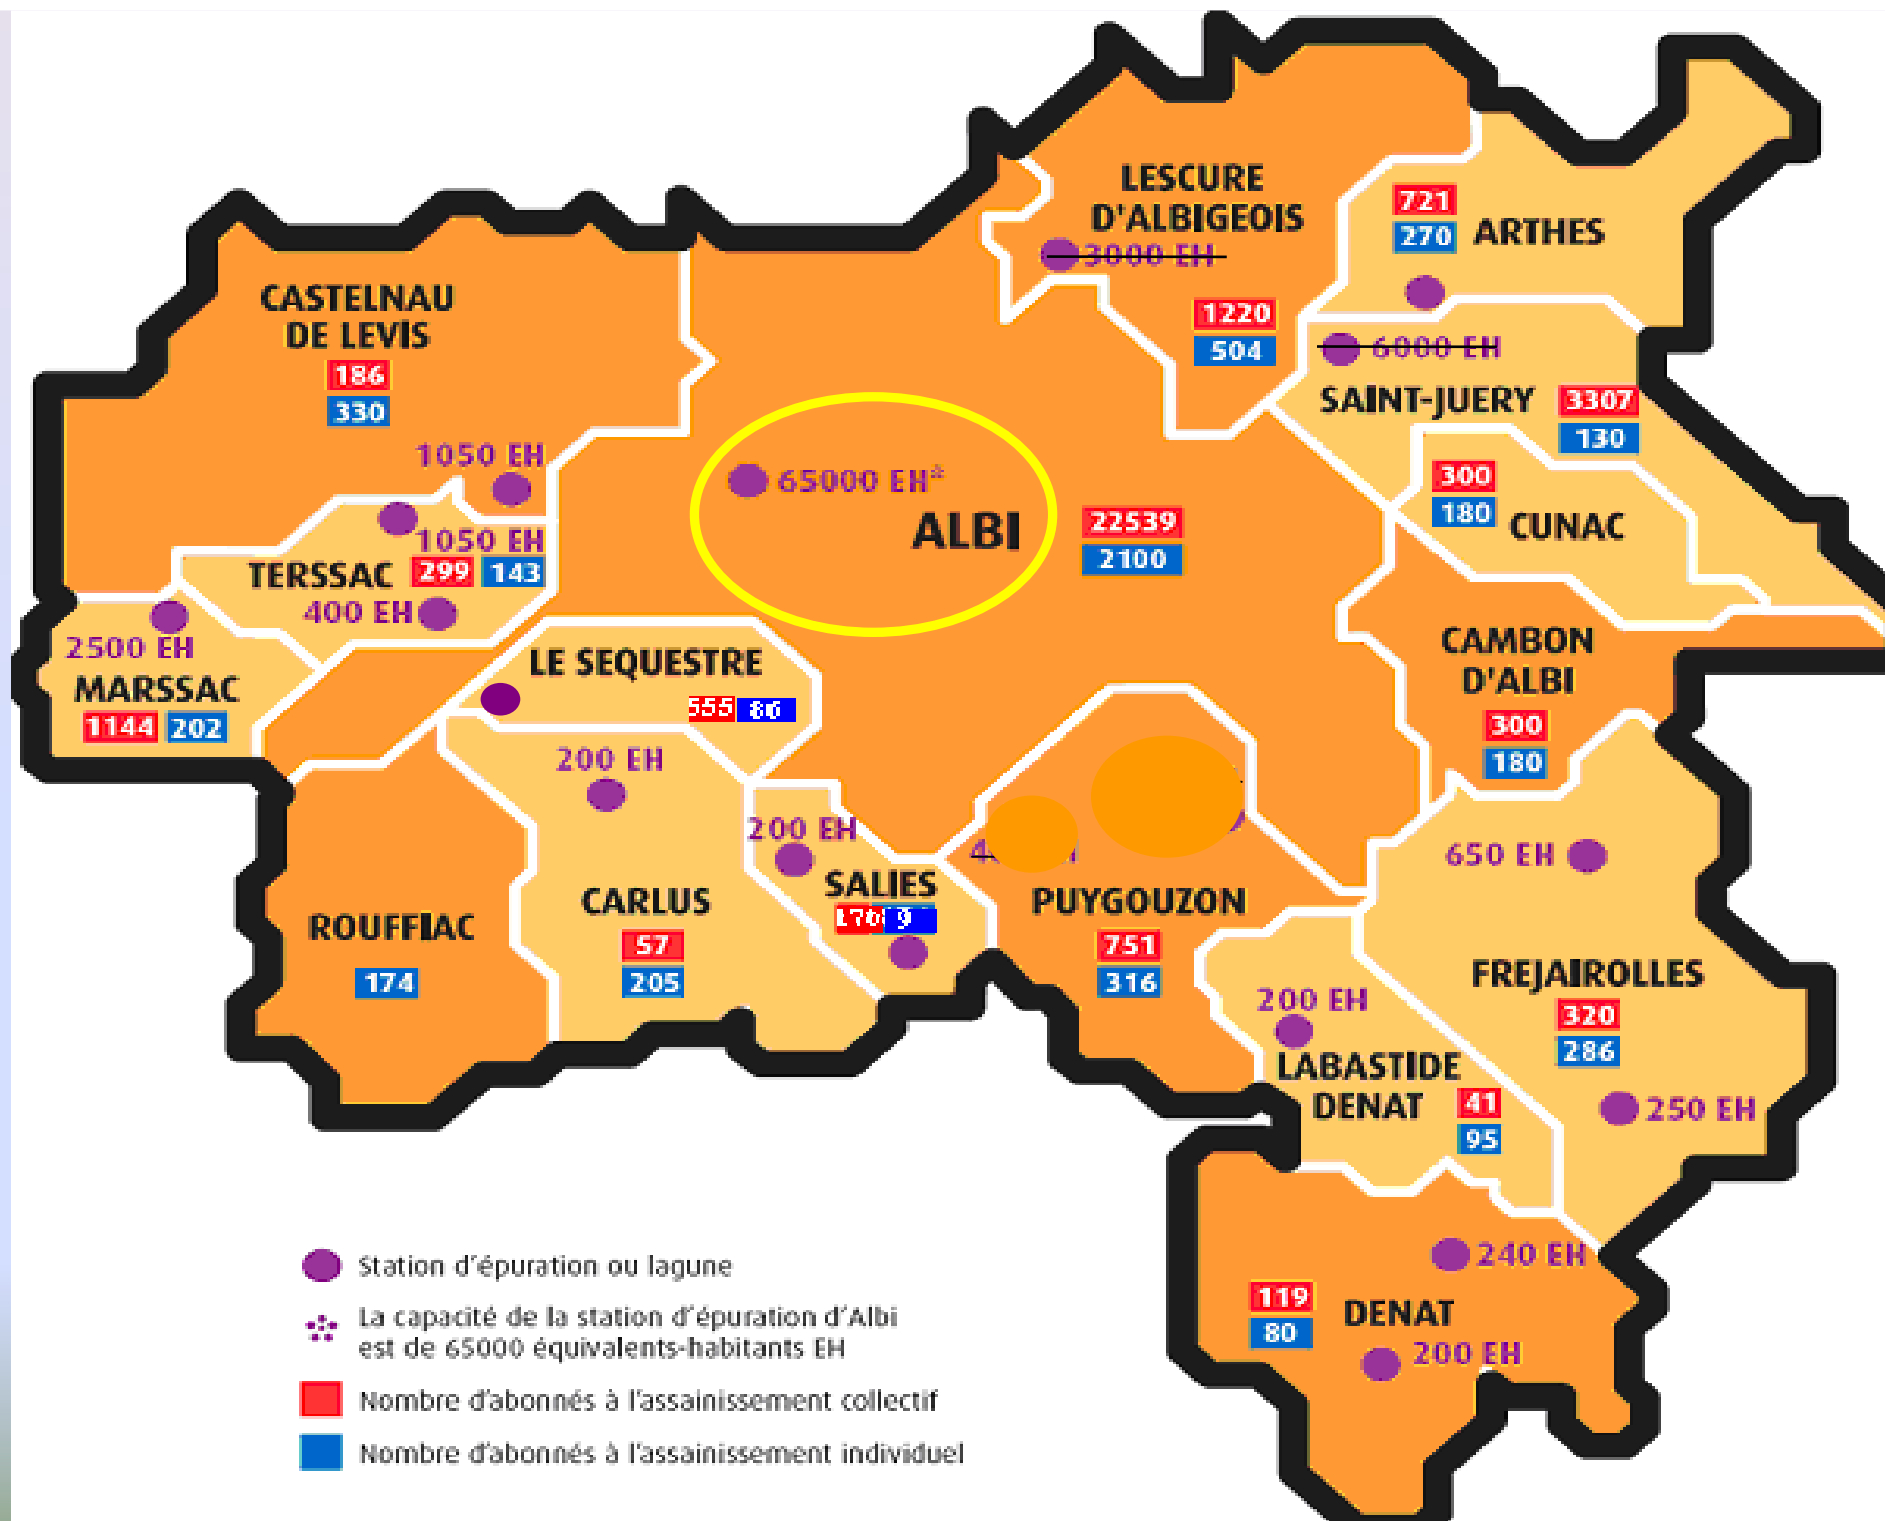 LESCURE
D'ALBIGEOIS
3000 EH
1220
504
721
270
ARTHES
6000 EH
SAINT-JUERY
3307
130
300
180
CUNAC
CASTELNAU
DE LEVIS
186
330
1050 EH
1050 EH
TERSSAC
299
143
400 EH
2500 EH
MARSSAC
1144
202
65000 EH*
ALBI
22539
2100
LE SEQUESTRE
555
86
CAMBON
D'ALBI
300
180
200 EH
CARLUS
57
205
ROUFFIAC
174
200 EH
SALIES
9
PUYGOUZON
751
316
650 EH
FREJAIROLLES
320
286
250 EH
200 EH
LABASTIDE
DENAT
41
95
240 EH
119
80
DENAT
200 EH
Station d'épuration ou lagune
La capacité de la station d'épuration d'Albi
est de 65000 équivalents-habitants EH
Nombre d'abonnés à l'assainissement collectif
Nombre d'abonnés à l'assainissement individuel